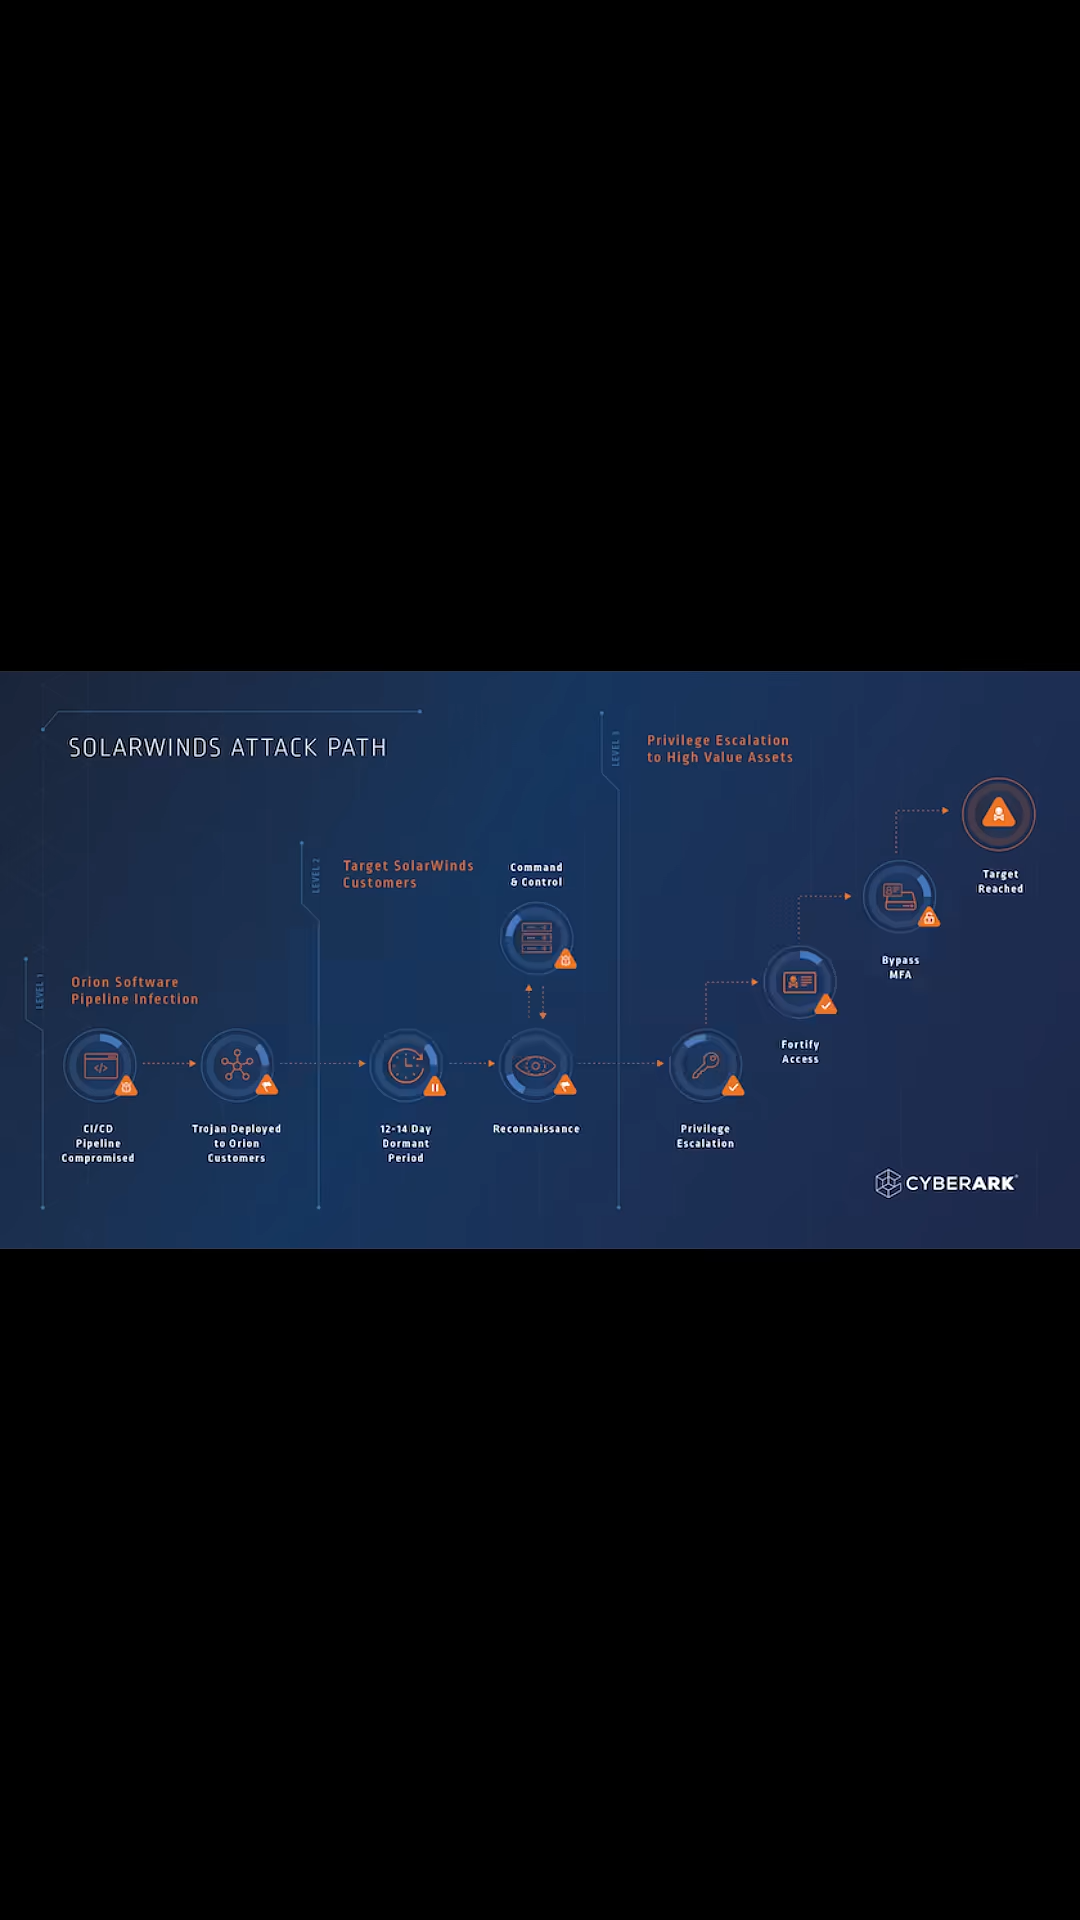 SOLARWINDS ATTACK PATH
LEVEL 1
Orion Software
Pipeline Infection
CI/CD
Pipeline
Compromised
Trojan Deployed
to Orion
Customers
LEVEL 2
Target SolarWinds
Customers
12-14 Day
Dormant
Period
Command
& Control
Reconnaissance
LEVEL 3
Privilege Escalation
to High Value Assets
Privilege
Escalation
Fortify
Access
Bypass
MFA
Target
Reached
CYBERARK®